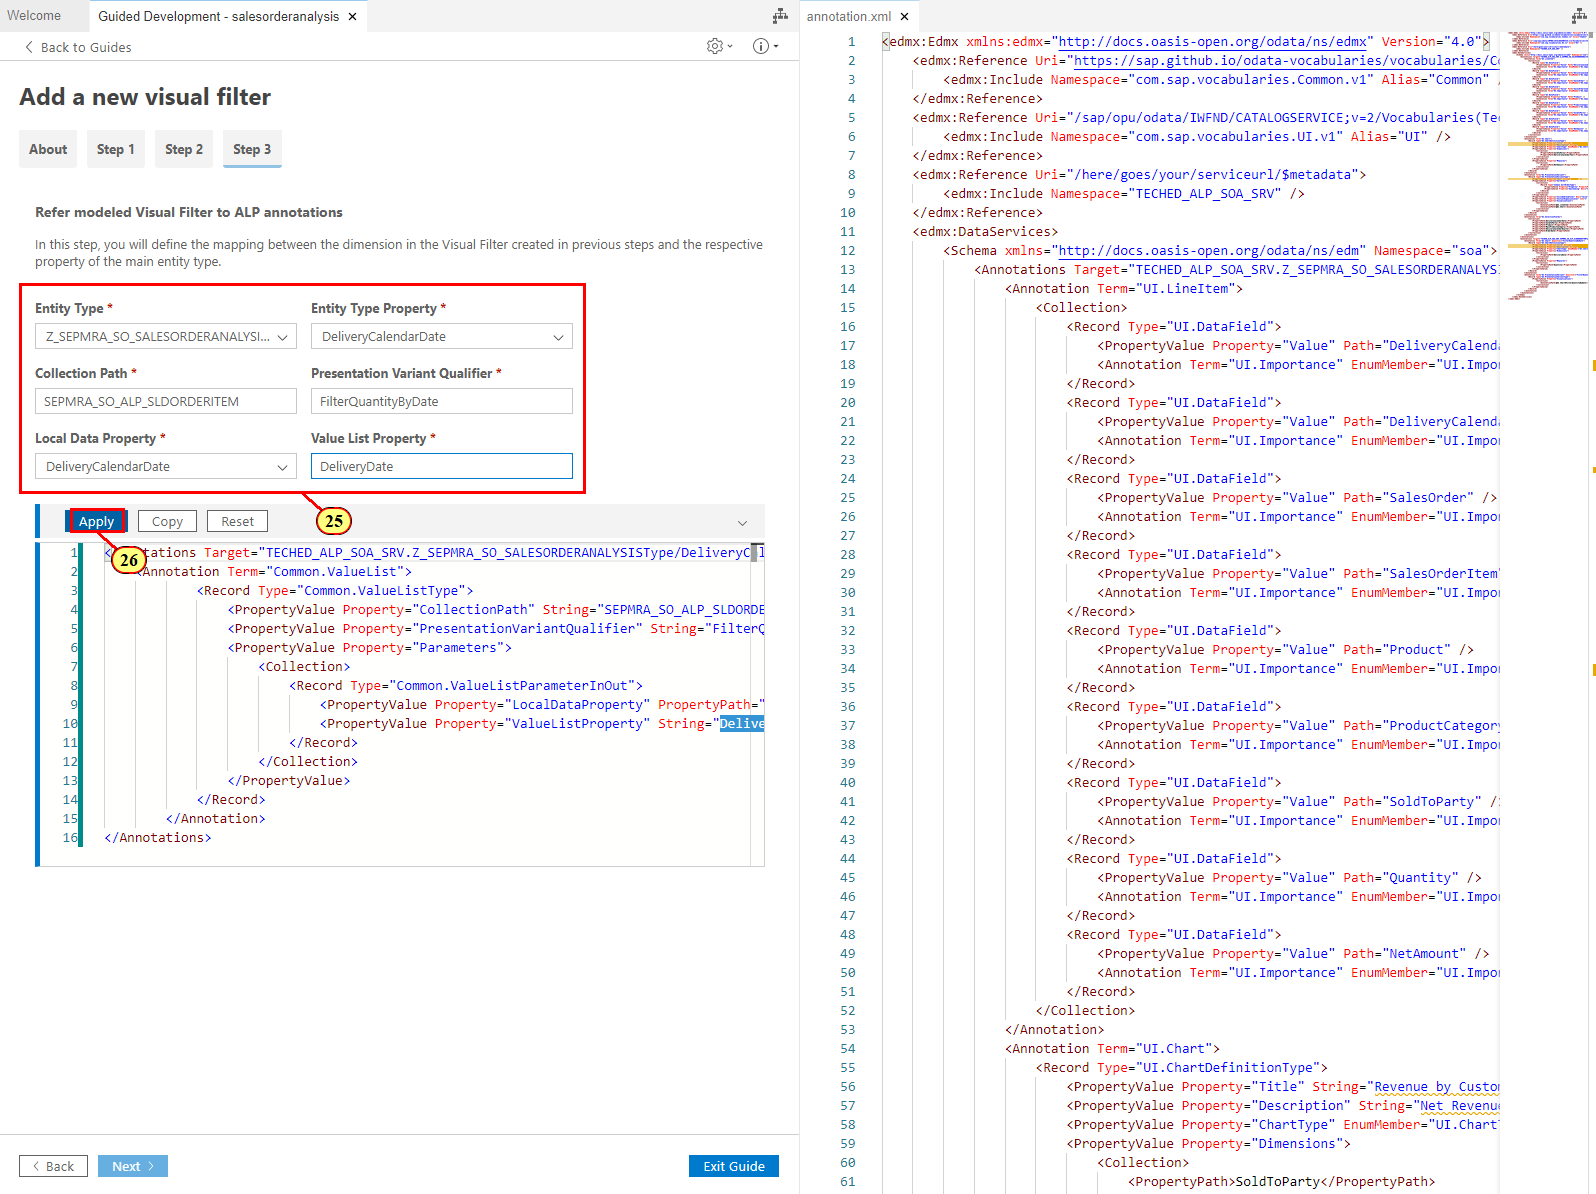 Welcome
Guided Development - salesorderanalysis ×
Back to Guides
Add a new visual filter
About
Step 1
Step 2
Step 3
Refer modeled Visual Filter to ALP annotations
In this step, you will define the mapping between the dimension in the Visual Filter created in previous steps and the respective
property of the main entity type.
Entity Type *
Entity Type Property *
Z_SEPMRA_SO_SALESORDERANALYSI...
DeliveryCalendarDate
Collection Path *
Presentation Variant Qualifier *
SEPMRA_SO_ALP_SLDORDERITEM
FilterQuantityByDate
Local Data Property *
Value List Property *
DeliveryCalendarDate
DeliveryDate
25
Apply
Copy
Reset
26
1 < tations Target="TECHED_ALP_SOA_SRV.Z_SEPMRA_SO_SALESORDERANALYSISType/DeliveryC l
2 <Annotation Term="Common.ValueList">
3 <Record Type="Common.ValueListType">
4 <PropertyValue Property="CollectionPath" String="SEPMRA_SO_ALP_SLDORDE
5 <PropertyValue Property="PresentationVariantQualifier" String="FilterQ
6 <PropertyValue Property="Parameters">
7 <Collection>
8 <Record Type="Common.ValueListParameterInOut">
9 <PropertyValue Property="LocalDataProperty" PropertyPath="
10 <PropertyValue Property="ValueListProperty" String="Delive
11 </Record>
12 </Collection>
13 </PropertyValue>
14 </Record>
15 </Annotation>
16 </Annotations>
< Back
Next >
Exit Guide
annotation.xml ×
1 <edmx:Edmx xmlns:edmx="http://docs.oasis-open.org/odata/ns/edmx" Version="4.0">
2 <edmx:Reference Uri="https://sap.github.io/odata-vocabularies/vocabularies/Co
3 <edmx:Include Namespace="com.sap.vocabularies.Common.v1" Alias="Common" /
4 </edmx:Reference>
5 <edmx:Reference Uri="/sap/opu/odata/IWFND/CATALOGSERVICE;v=2/Vocabularies(Tec
6 <edmx:Include Namespace="com.sap.vocabularies.UI.v1" Alias="UI" />
7 </edmx:Reference>
8 <edmx:Reference Uri="/here/goes/your/serviceurl/$metadata">
9 <edmx:Include Namespace="TECHED_ALP_SOA_SRV" />
10 </edmx:Reference>
11 <edmx:DataServices>
12 <Schema xmlns="http://docs.oasis-open.org/odata/ns/edm" Namespace="soa">
13 <Annotations Target="TECHED_ALP_SOA_SRV.Z_SEPMRA_SO_SALESORDERANALYSI
14 <Annotation Term="UI.LineItem">
15 <Collection>
16 <Record Type="UI.DataField">
17 <PropertyValue Property="Value" Path="DeliveryCalenda
18 <Annotation Term="UI.Importance" EnumMember="UI.Impor
19 </Record>
20 <Record Type="UI.DataField">
21 <PropertyValue Property="Value" Path="DeliveryCalenda
22 <Annotation Term="UI.Importance" EnumMember="UI.Impor
23 </Record>
24 <Record Type="UI.DataField">
25 <PropertyValue Property="Value" Path="SalesOrder" />
26 <Annotation Term="UI.Importance" EnumMember="UI.Impor
27 </Record>
28 <Record Type="UI.DataField">
29 <PropertyValue Property="Value" Path="SalesOrderItem"
30 <Annotation Term="UI.Importance" EnumMember="UI.Impor
31 </Record>
32 <Record Type="UI.DataField">
33 <PropertyValue Property="Value" Path="Product" />
34 <Annotation Term="UI.Importance" EnumMember="UI.Impor
35 </Record>
36 <Record Type="UI.DataField">
37 <PropertyValue Property="Value" Path="ProductCategory
38 <Annotation Term="UI.Importance" EnumMember="UI.Impor
39 </Record>
40 <Record Type="UI.DataField">
41 <PropertyValue Property="Value" Path="SoldToParty" /
42 <Annotation Term="UI.Importance" EnumMember="UI.Impor
43 </Record>
44 <Record Type="UI.DataField">
45 <PropertyValue Property="Value" Path="Quantity" />
46 <Annotation Term="UI.Importance" EnumMember="UI.Impor
47 </Record>
48 <Record Type="UI.DataField">
49 <PropertyValue Property="Value" Path="NetAmount" />
50 <Annotation Term="UI.Importance" EnumMember="UI.Impor
51 </Record>
52 </Collection>
53 </Annotation>
54 <Annotation Term="UI.Chart">
55 <Record Type="UI.ChartDefinitionType">
56 <PropertyValue Property="Title" String="Revenue by Custo
57 <PropertyValue Property="Description" String="Net Revenue
58 <PropertyValue Property="ChartType" EnumMember="UI.ChartT
59 <PropertyValue Property="Dimensions">
60 <Collection>
61 <PropertyPath>SoldToParty</PropertyPath>